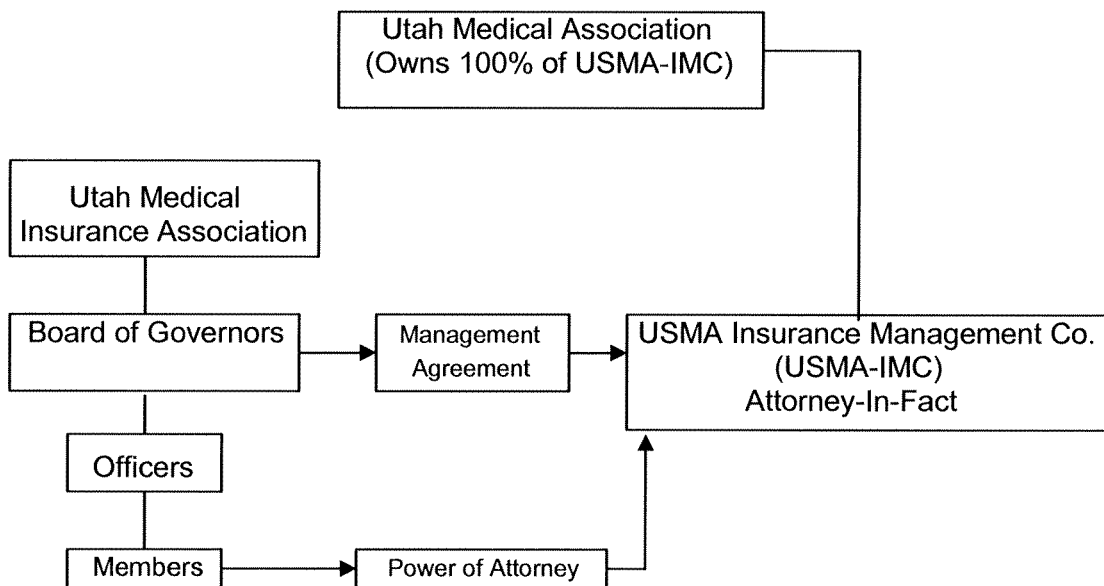 Utah Medical Association
(Owns 100% of USMA-IMC)
Utah Medical
Insurance Association
Board of Governors
Management
Agreement
USMA Insurance Management Co.
(USMA-IMC)
Attorney-In-Fact
Officers
Members
Power of Attorney